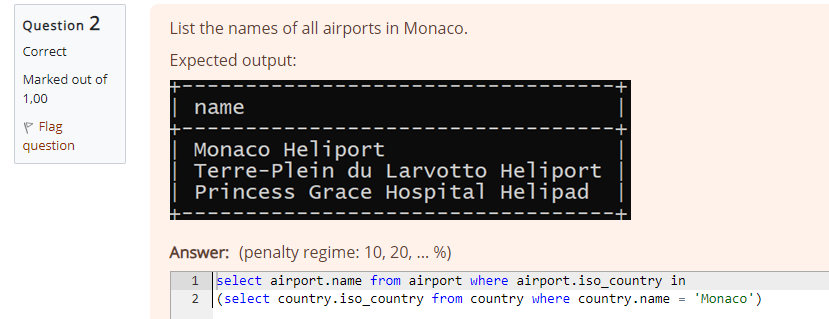 Question 2
Correct
Marked out of
1,00
Flag
question
List the names of all airports in Monaco.
Expected output:
+----------------------------------+
| name                             |
+----------------------------------+
| Monaco Heliport                  |
| Terre-Plein du Larvotto Heliport |
| Princess Grace Hospital Helipad  |
+----------------------------------+
Answer: (penalty regime: 10, 20, ... %)
1 select airport.name from airport where airport.iso_country in
2 (select country.iso_country from country where country.name = 'Monaco')